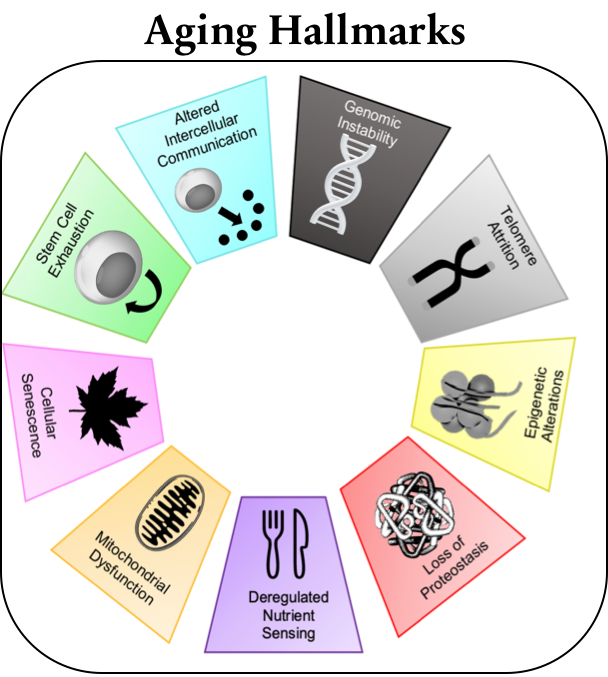 Aging Hallmarks
Genomic
Instability
Telomere
Attrition
Epigenetic
Alterations
Loss of
Proteostasis
Deregulated
Nutrient
Sensing
Mitochondrial
Dysfunction
Cellular
Senescence
Stem Cell
Exhaustion
Altered
Intercellular
Communication